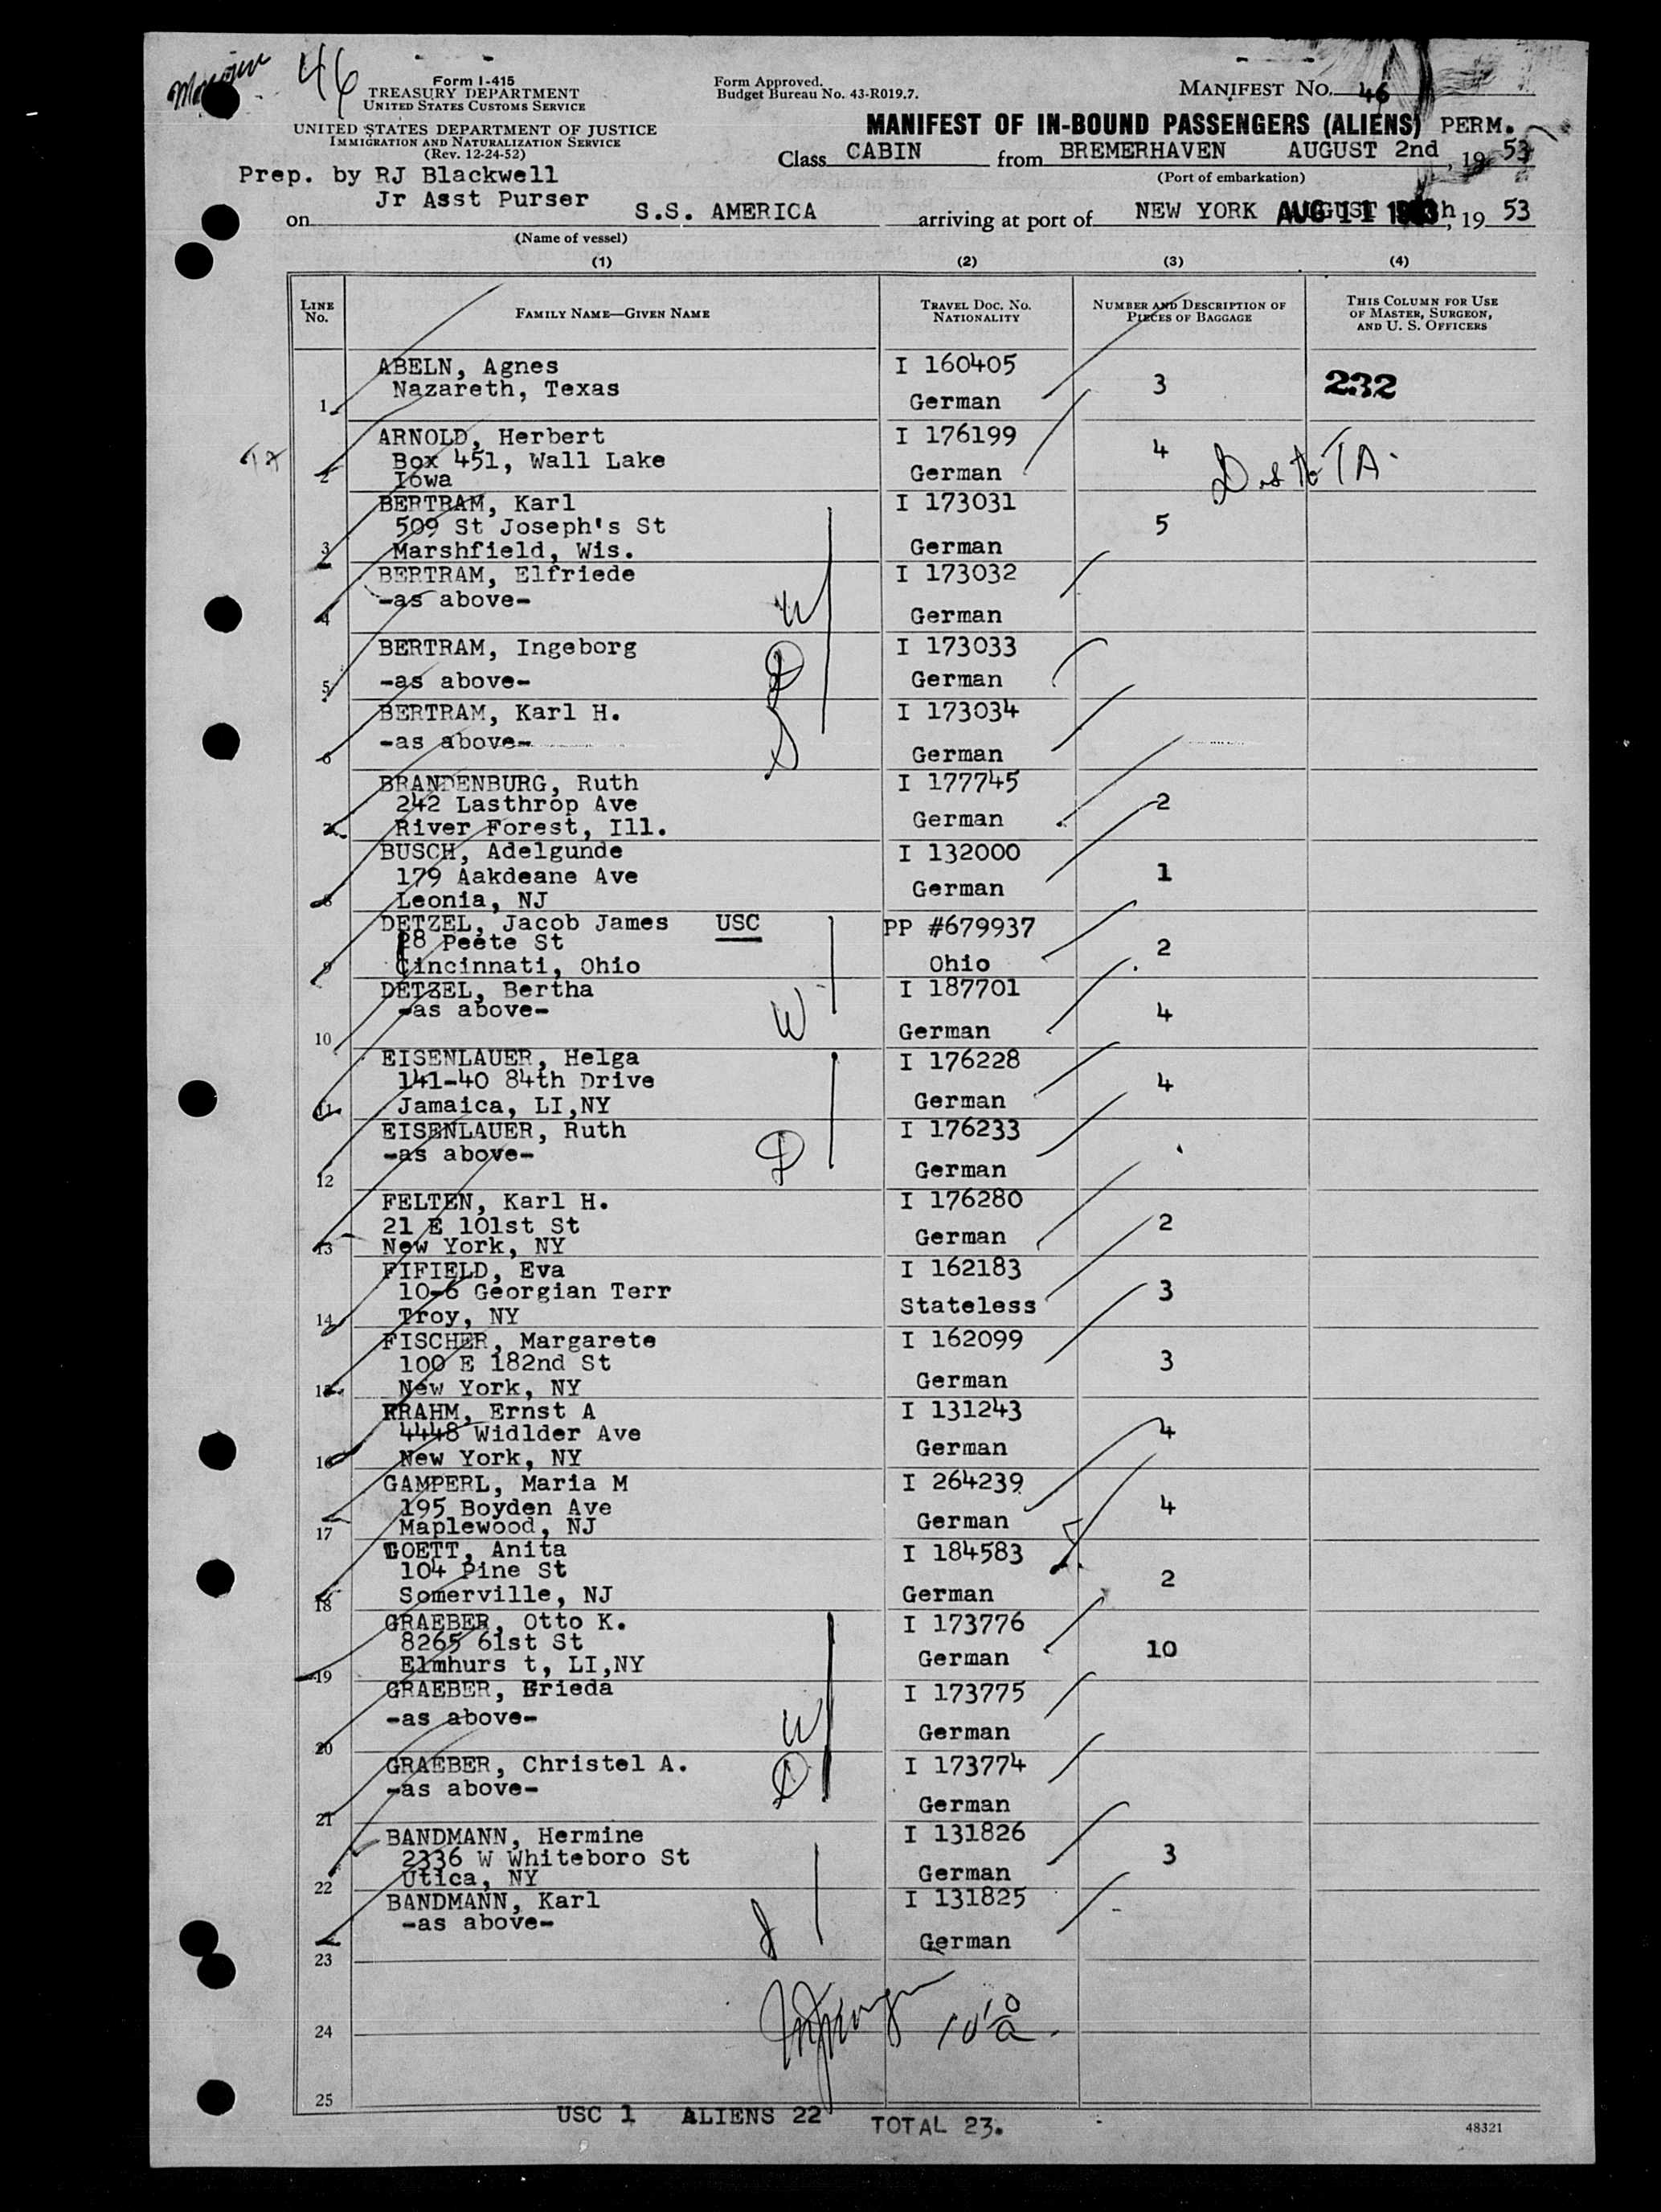 46
Form I-415
TREASURY DEPARTMENT
UNITED STATES CUSTOMS SERVICE
UNITED STATES DEPARTMENT OF JUSTICE
IMMIGRATION AND NATURALIZATION SERVICE
(Rev. 12-24-52)
Form Approved.
Budget Bureau No. 43-R019.7.
MANIFEST NO. 46
MANIFEST OF IN-BOUND PASSENGERS (ALIENS) PERM.
Class CABIN from BREMERHAVEN AUGUST 2nd, 19 53
(Port of embarkation)
Prep. by RJ Blackwell
Jr Asst Purser
on S.S. AMERICA arriving at port of NEW YORK AUG 11 1953 19 53
(Name of vessel)
(1) (2) (3) (4)
LINE No. FAMILY NAME—GIVEN NAME TRAVEL DOC. NO. NATIONALITY NUMBER AND DESCRIPTION OF PIECES OF BAGGAGE THIS COLUMN FOR USE OF MASTER, SURGEON, AND U. S. OFFICERS
ABELN, Agnes I 160405
Nazareth, Texas 3 232
1 German
ARNOLD, Herbert I 176199
Box 451, Wall Lake 4
2 Iowa German
BERTRAM, Karl I 173031
509 St Joseph's St 5
3 Marshfield, Wis. German
BERTRAM, Elfriede I 173032
-as above- W
4 German
BERTRAM, Ingeborg I 173033
5 -as above- D German
BERTRAM, Karl H. I 173034
-as above- S
6 German
BRANDENBURG, Ruth I 177745
242 Lasthrop Ave 2
7 River Forest, Ill. German
BUSCH, Adelgunde I 132000
179 Aakdeane Ave 1
8 Leonia, NJ German
DETZEL, Jacob James USC PP #679937
28 Peete St 2
9 Cincinnati, Ohio Ohio
DETZEL, Bertha I 187701
-as above- W 4
10 German
EISENLAUER, Helga I 176228
141-40 84th Drive 4
11 Jamaica, LI,NY German
EISENLAUER, Ruth I 176233
-as above- D
12 German
FELTEN, Karl H. I 176280
21 E 101st St 2
13 New York, NY German
FIFIELD, Eva I 162183
10-6 Georgian Terr 3
14 Troy, NY Stateless
FISCHER, Margarete I 162099
100 E 182nd St 3
15 New York, NY German
FRAHM, Ernst A I 131243
4448 Widlder Ave 4
16 New York, NY German
GAMPERL, Maria M I 264239
195 Boyden Ave 4
17 Maplewood, NJ German
GOETT, Anita I 184583
104 Pine St 2
18 Somerville, NJ German
GRAEBER, Otto K. I 173776
8265 61st St 10
19 Elmhurs t, LI,NY German
GRAEBER, Erieda I 173775
-as above- W
20 German
GRAEBER, Christel A. I 173774
-as above- D
21 German
BANDMANN, Hermine I 131826
2336 W Whiteboro St 3
22 Utica, NY German
BANDMANN, Karl I 131825
-as above-
23 German
24
25
USC 1 ALIENS 22 TOTAL 23.
48321